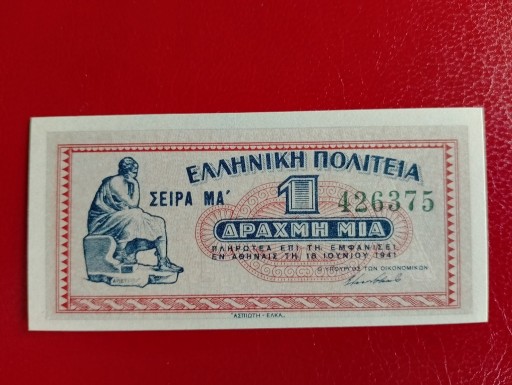 ΕΛΛΗΝΙΚΗ ΠΟΛΙΤΕΙΑ
ΣΕΙΡΑ ΜΑ΄
1
426375
ΔΡΑΧΜΗ ΜΙΑ
ΠΛΗΡΩΤΕΑ ΕΠΙ ΤΗ ΕΜΦΑΝΙΣΕΙ
ΕΝ ΑΘΗΝΑΙΣ ΤΗ 18 ΙΟΥΝΙΟΥ 1941
Ο ΥΠΟΥΡΓΟΣ ΤΩΝ ΟΙΚΟΝΟΜΙΚΩΝ
ΑΣΠΙΩΤΗ - ΕΛΚΑ